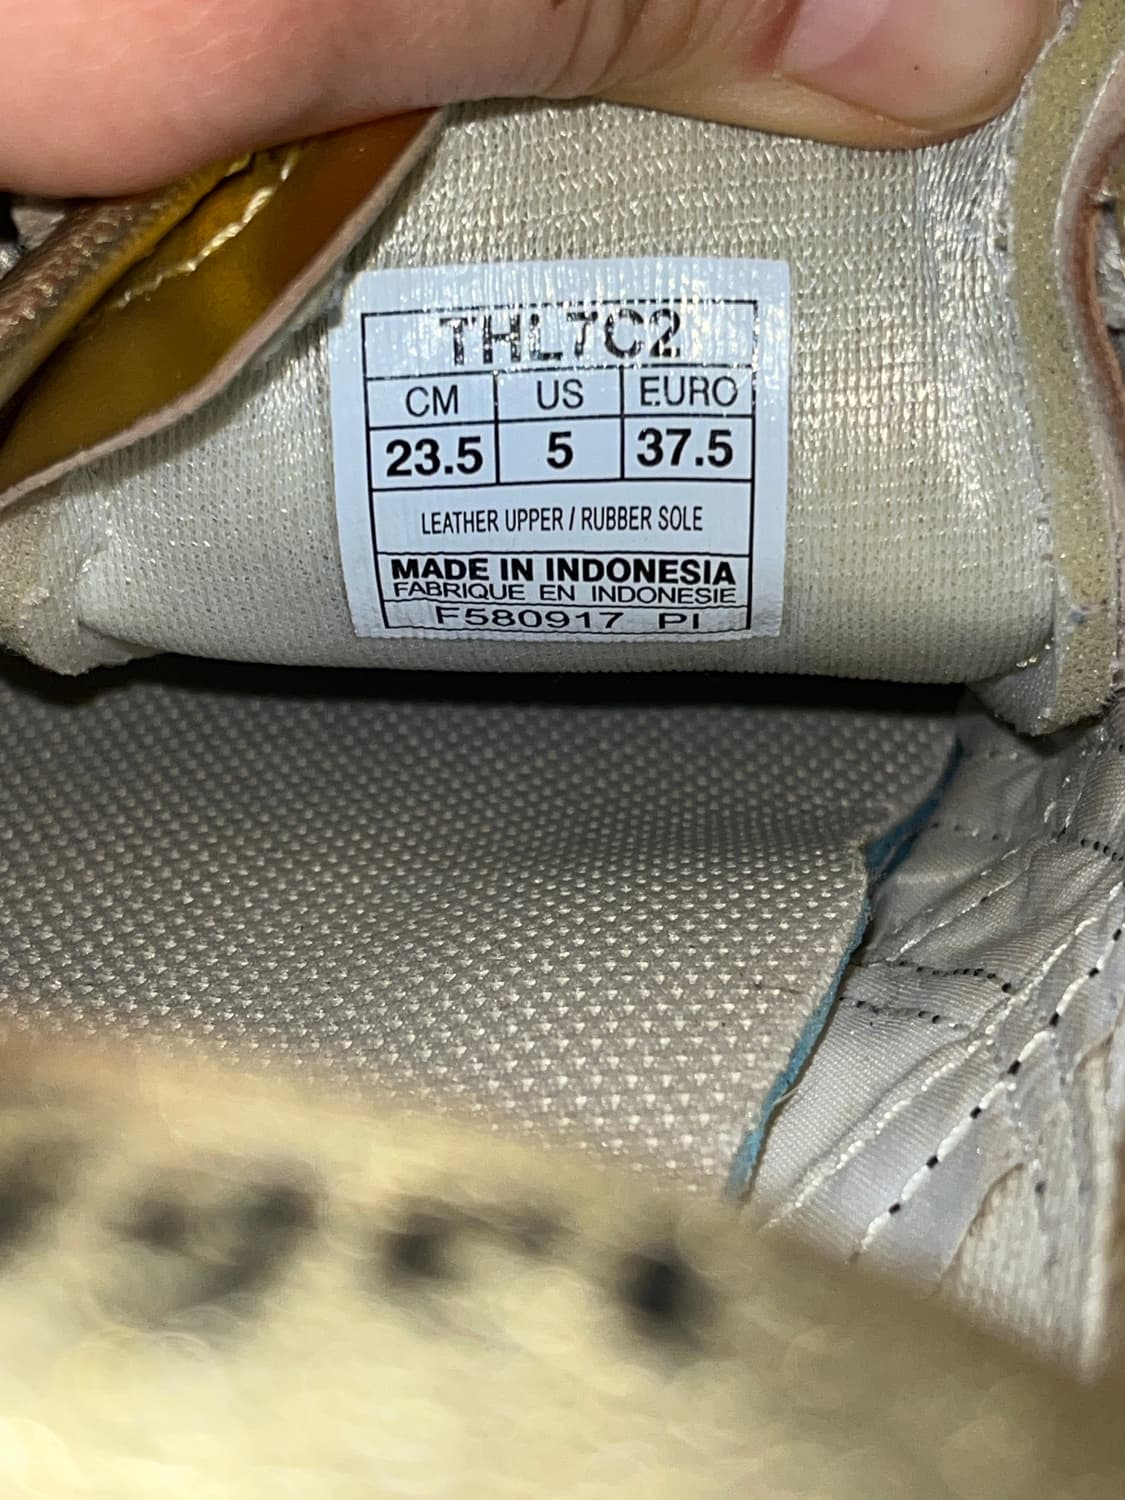 THL7C2
CM US EURO
23.5 5 37.5
LEATHER UPPER / RUBBER SOLE
MADE IN INDONESIA
FABRIQUE EN INDONESIE
F580917 PI